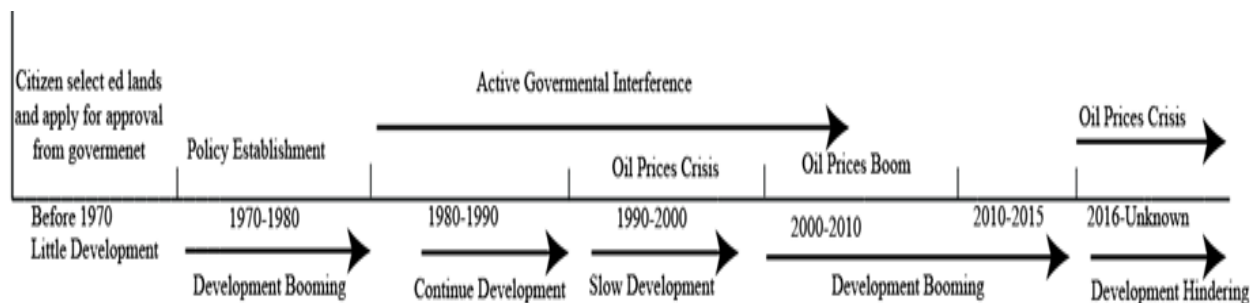 Citizen select ed lands
and apply for approval
from govermenet
Policy Establishment
Active Govermental Interference
Oil Prices Crisis
Oil Prices Boom
Oil Prices Crisis
Before 1970
Little Development
1970-1980
Development Booming
1980-1990
Continue Development
1990-2000
Slow Development
2000-2010
2010-2015
Development Booming
2016-Unknown
Development Hindering